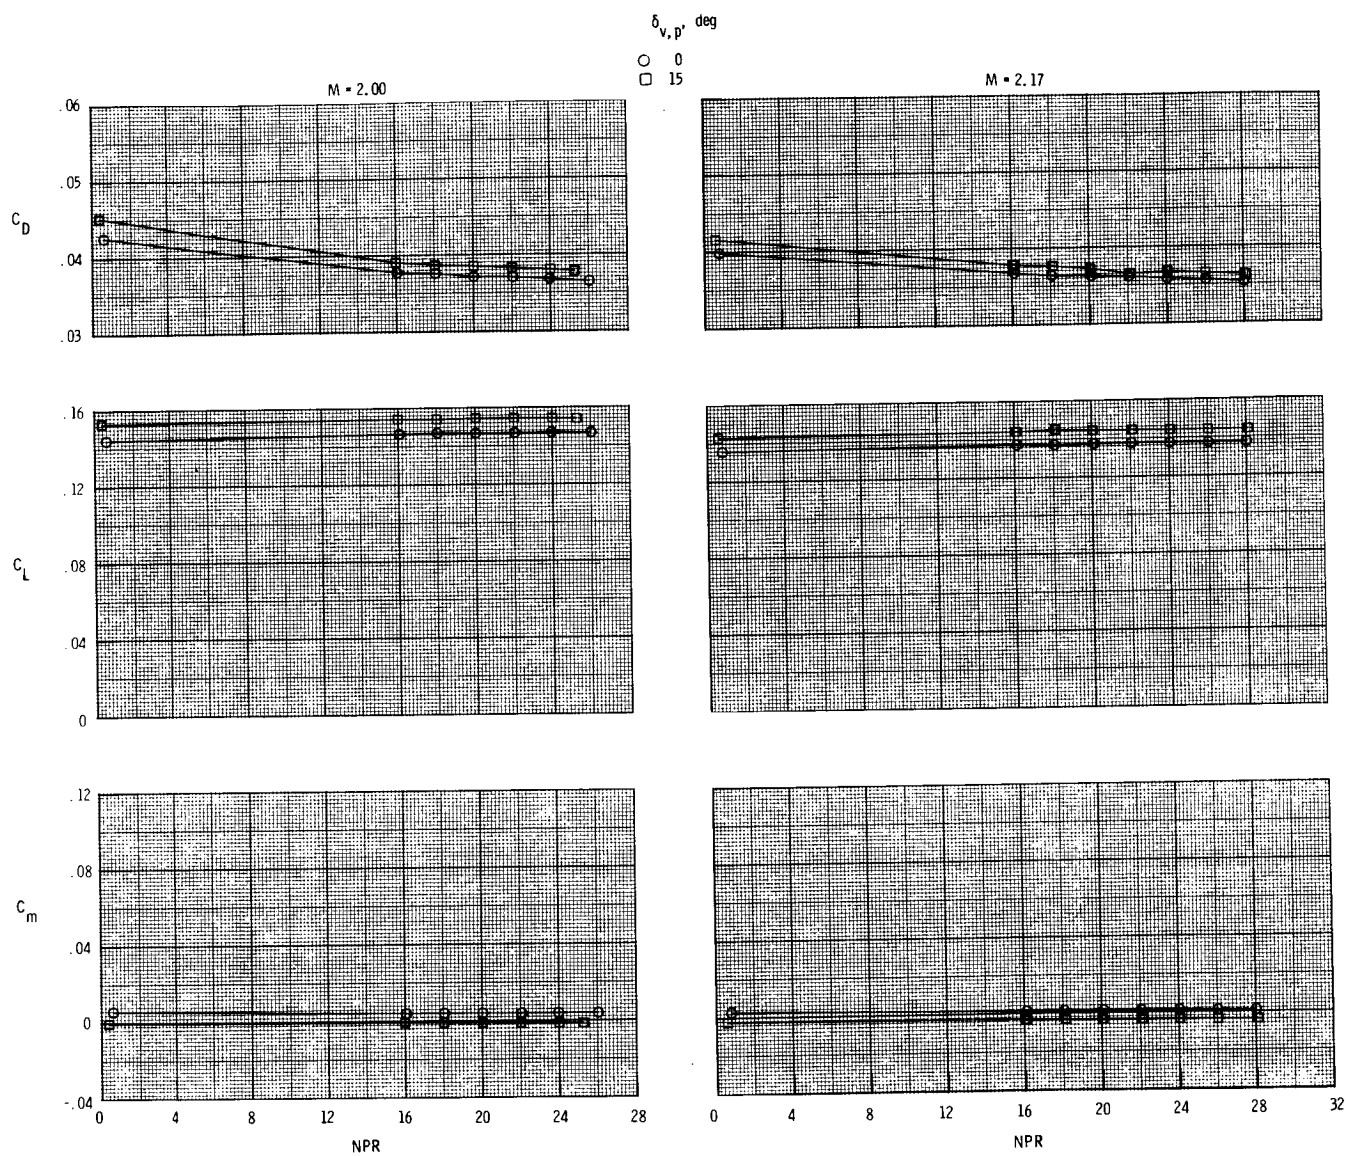 δv,p, deg
0
15
M = 2.00
M = 2.17
.06
.05
CD
.04
.03
.16
.12
CL
.08
.04
0
.12
.08
Cm
.04
0
-.04
0 4 8 12 16 20 24 28
0 4 8 12 16 20 24 28 32
NPR
NPR